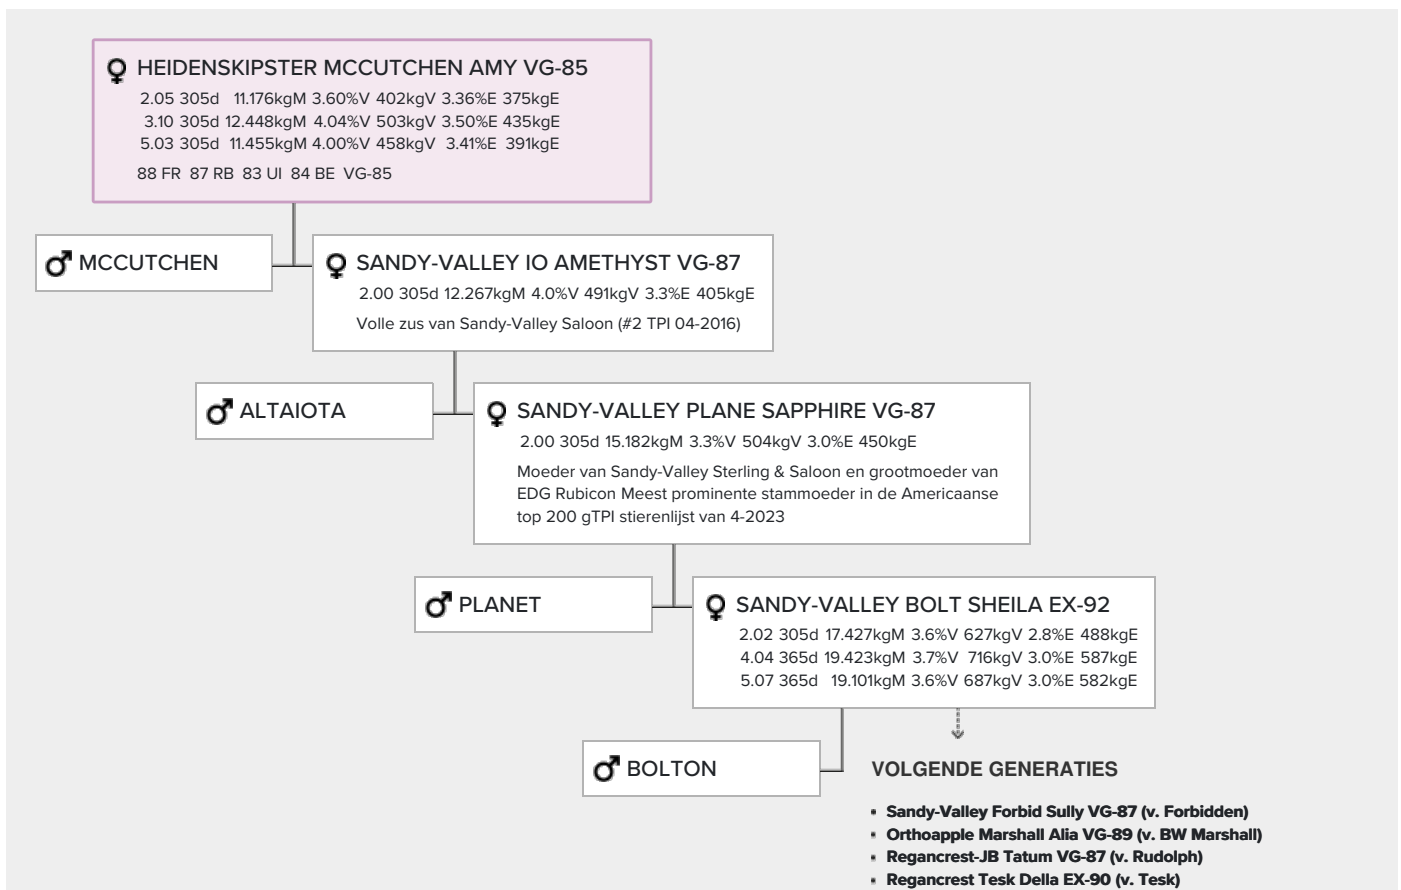 HEIDENSKIPSTER MCCUTCHEN AMY VG-85
2.05 305d 11.176kgM 3.60%V 402kgV 3.36%E 375kgE
3.10 305d 12.448kgM 4.04%V 503kgV 3.50%E 435kgE
5.03 305d 11.455kgM 4.00%V 458kgV 3.41%E 391kgE
88 FR 87 RB 83 UI 84 BE VG-85
MCCUTCHEN
SANDY-VALLEY IO AMETHYST VG-87
2.00 305d 12.267kgM 4.0%V 491kgV 3.3%E 405kgE
Volle zus van Sandy-Valley Saloon (#2 TPI 04-2016)
ALTAIOTA
SANDY-VALLEY PLANE SAPPHIRE VG-87
2.00 305d 15.182kgM 3.3%V 504kgV 3.0%E 450kgE
Moeder van Sandy-Valley Sterling & Saloon en grootmoeder van
EDG Rubicon Meest prominente stammoeder in de Americaanse
top 200 gTPI stierenlijst van 4-2023
PLANET
SANDY-VALLEY BOLT SHEILA EX-92
2.02 305d 17.427kgM 3.6%V 627kgV 2.8%E 488kgE
4.04 365d 19.423kgM 3.7%V 716kgV 3.0%E 587kgE
5.07 365d 19.101kgM 3.6%V 687kgV 3.0%E 582kgE
BOLTON
VOLGENDE GENERATIES
• Sandy-Valley Forbid Sully VG-87 (v. Forbidden)
• Orthoapple Marshall Alia VG-89 (v. BW Marshall)
• Regancrest-JB Tatum VG-87 (v. Rudolph)
• Regancrest Tesk Della EX-90 (v. Tesk)